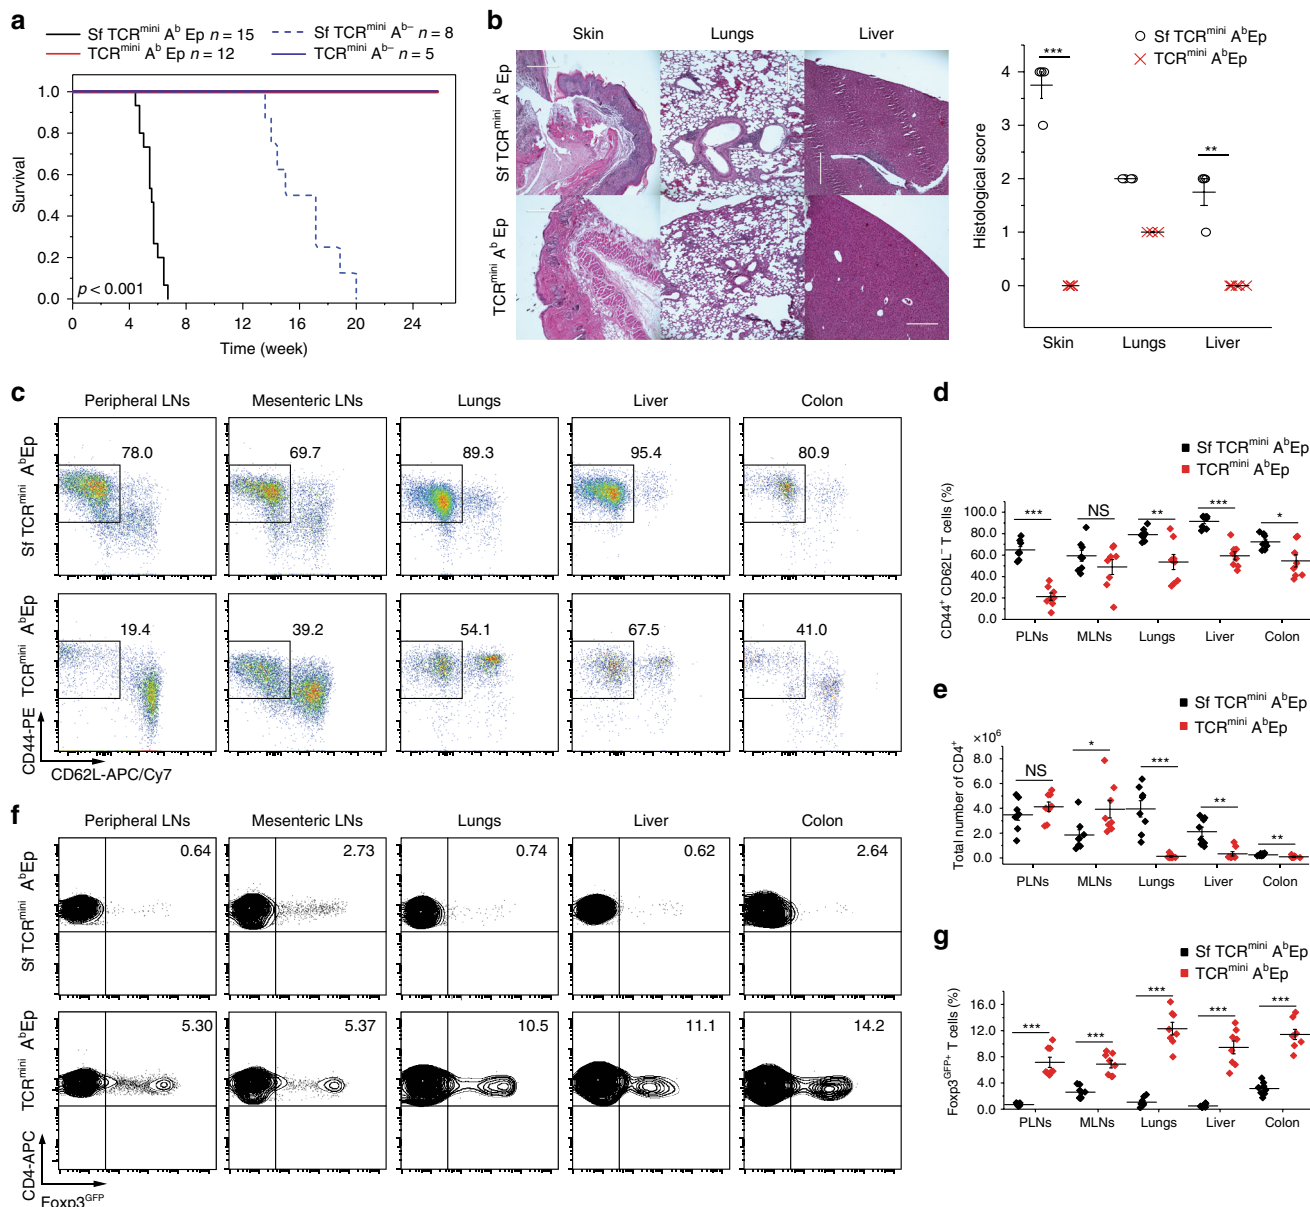 a
Sf TCRmini Ab Ep n = 15
Sf TCRmini Ab– n = 8
TCRmini Ab Ep n = 12
TCRmini Ab– n = 5
1.0
0.8
0.6
0.4
0.2
0.0
Survival
p < 0.001
0 4 8 12 16 20 24
Time (week)
b
Skin Lungs Liver
Sf TCRmini Ab Ep
TCRmini Ab Ep
Sf TCRmini AbEp
TCRmini AbEp
Histological score
4
3
2
1
0
***
**
Skin Lungs Liver
c
Peripheral LNs Mesenteric LNs Lungs Liver Colon
Sf TCRmini AbEp
78.0 69.7 89.3 95.4 80.9
TCRmini AbEp
19.4 39.2 54.1 67.5 41.0
CD44-PE
CD62L-APC/Cy7
d
Sf TCRmini AbEp
TCRmini AbEp
CD44+ CD62L– T cells (%)
100.0
80.0
60.0
40.0
20.0
0.0
*** NS ** *** *
PLNs MLNs Lungs Liver Colon
e
Sf TCRmini AbEp
TCRmini AbEp
Total number of CD4+
×106
8.0
6.0
4.0
2.0
0.0
NS * *** ** **
PLNs MLNs Lungs Liver Colon
f
Peripheral LNs Mesenteric LNs Lungs Liver Colon
Sf TCRmini AbEp
0.64 2.73 0.74 0.62 2.64
TCRmini AbEp
5.30 5.37 10.5 11.1 14.2
CD4-APC
Foxp3GFP
g
Sf TCRmini AbEp
TCRmini AbEp
Foxp3GFP+ T cells (%)
16.0
12.0
8.0
4.0
0.0
*** *** *** *** ***
PLNs MLNs Lungs Liver Colon